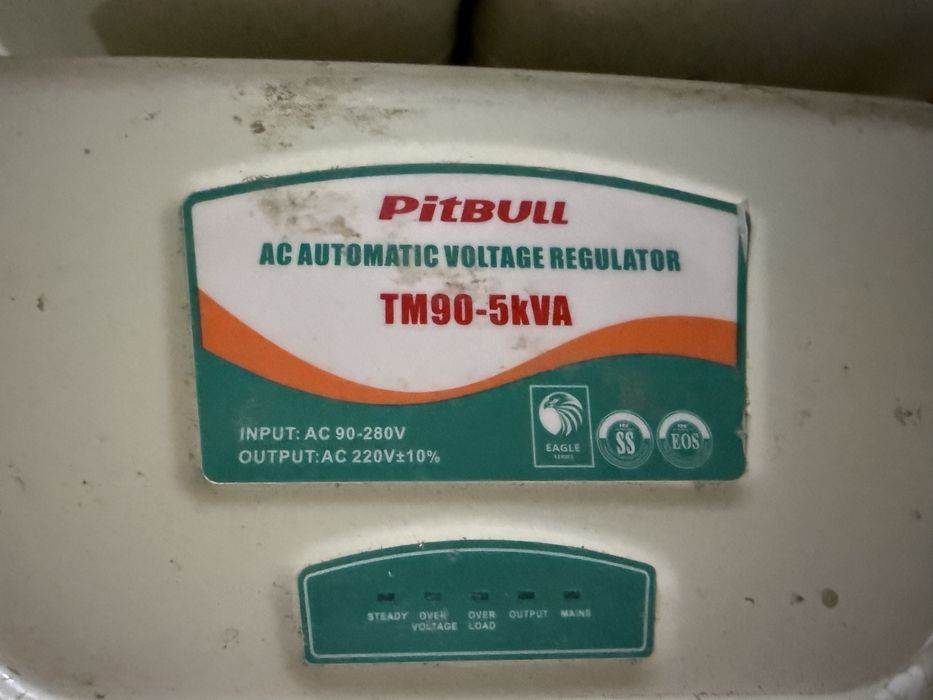 PitBULL
AC AUTOMATIC VOLTAGE REGULATOR
TM90-5kVA
INPUT: AC 90-280V
OUTPUT:AC 220V±10%
EAGLE
SERIES
SS
EOS
STEADY
OVER VOLTAGE
OVER LOAD
OUTPUT
MAINS